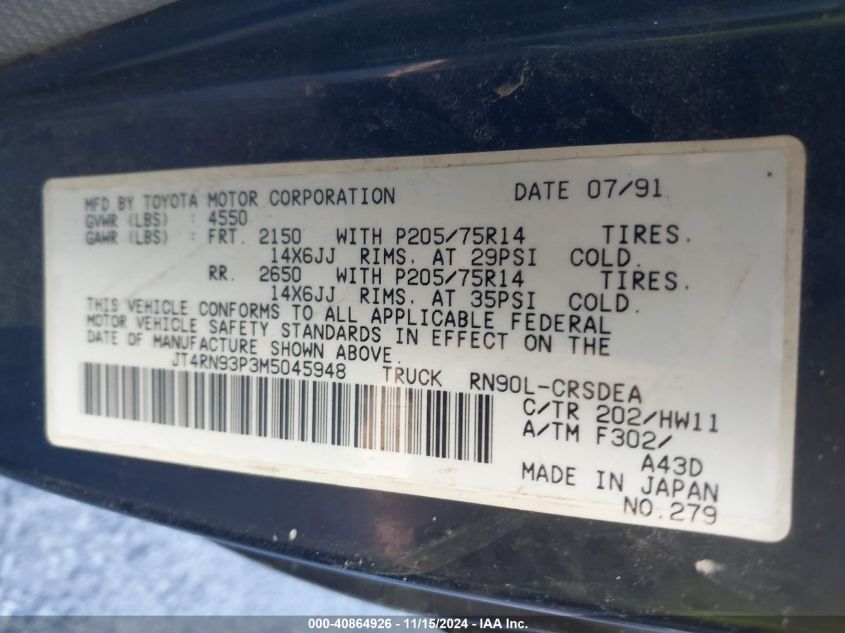 MFD BY TOYOTA MOTOR CORPORATION DATE 07/91
GVWR (LBS) : 4550
GAWR (LBS) : FRT. 2150 WITH P205/75R14 TIRES.
14X6JJ RIMS. AT 29PSI COLD.
RR. 2650 WITH P205/75R14 TIRES.
14X6JJ RIMS. AT 35PSI COLD.
THIS VEHICLE CONFORMS TO ALL APPLICABLE FEDERAL
MOTOR VEHICLE SAFETY STANDARDS IN EFFECT ON THE
DATE OF MANUFACTURE SHOWN ABOVE.
JT4RN93P3M5045948 TRUCK RN90L-CRSDEA
C/TR 202/HW11
A/TM F302/
A43D
MADE IN JAPAN
NO.279
000-40864926 - 11/15/2024 - IAA Inc.